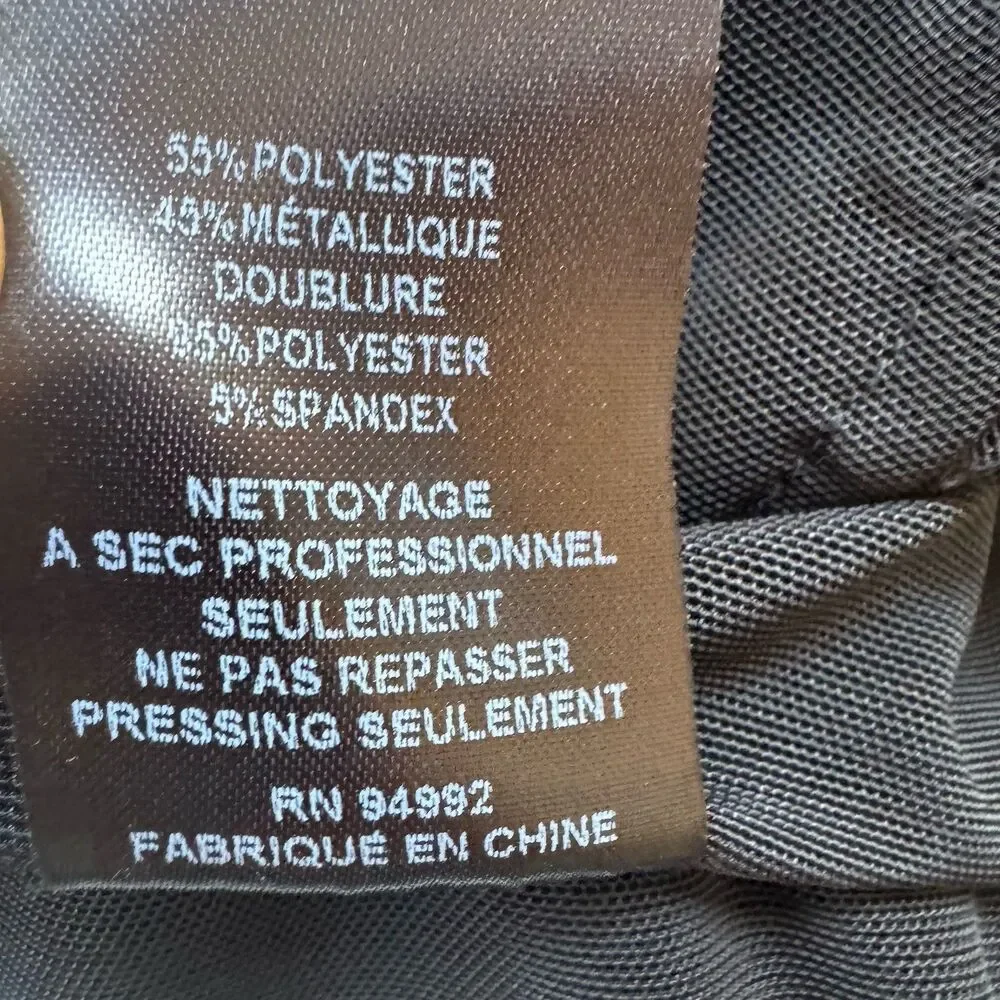 55% POLYESTER
45% MÉTALLIQUE
DOUBLURE
95% POLYESTER
5% SPANDEX
NETTOYAGE
A SEC PROFESSIONNEL
SEULEMENT
NE PAS REPASSER
PRESSING SEULEMENT
RN 94992
FABRIQUÉ EN CHINE